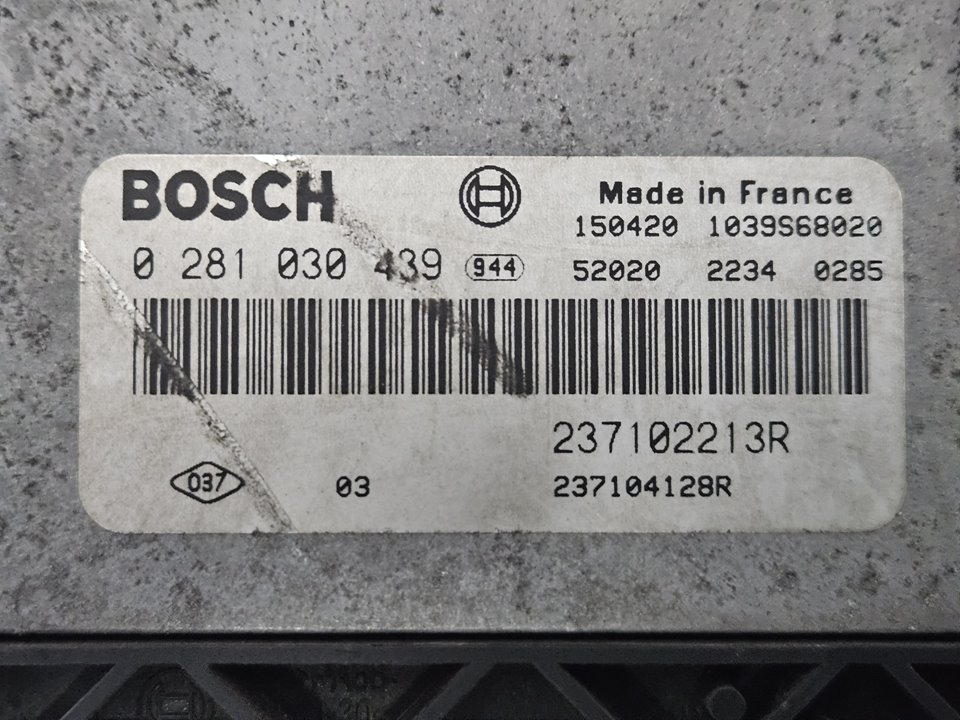 BOSCH
Made in France
150420 1039S68020
0 281 030 439 944
52020 2234 0285
237102213R
037 03 237104128R